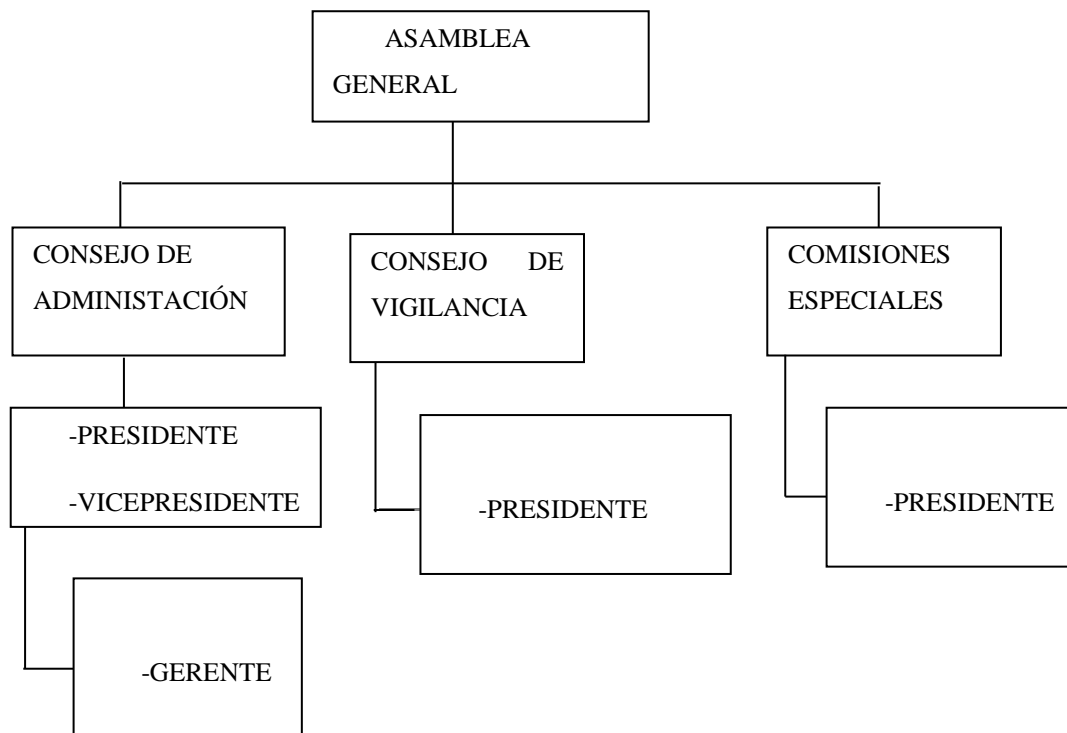 ASAMBLEA
GENERAL
CONSEJO DE
ADMINISTACIÓN
CONSEJO DE
VIGILANCIA
COMISIONES
ESPECIALES
-PRESIDENTE
-VICEPRESIDENTE
-PRESIDENTE
-PRESIDENTE
-GERENTE